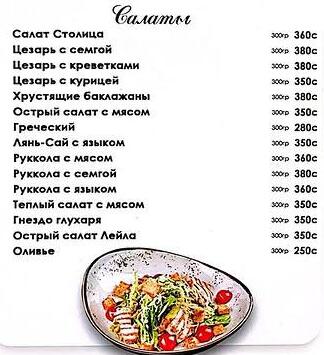 Салаты
Салат Столица 300гр 360с
Цезарь с семгой 300гр 380с
Цезарь с креветками 300гр 380с
Цезарь с курицей 300гр 350с
Хрустящие баклажаны 300гр 380с
Острый салат с мясом 300гр 350с
Греческий 300гр 280с
Лянь-Сай с языком 300гр 350с
Руккола с мясом 300гр 360с
Руккола с семгой 300гр 380с
Руккола с языком 300гр 360с
Теплый салат с мясом 300гр 350с
Гнездо глухаря 300гр 350с
Острый салат Лейла 300гр 350с
Оливье 300гр 250с